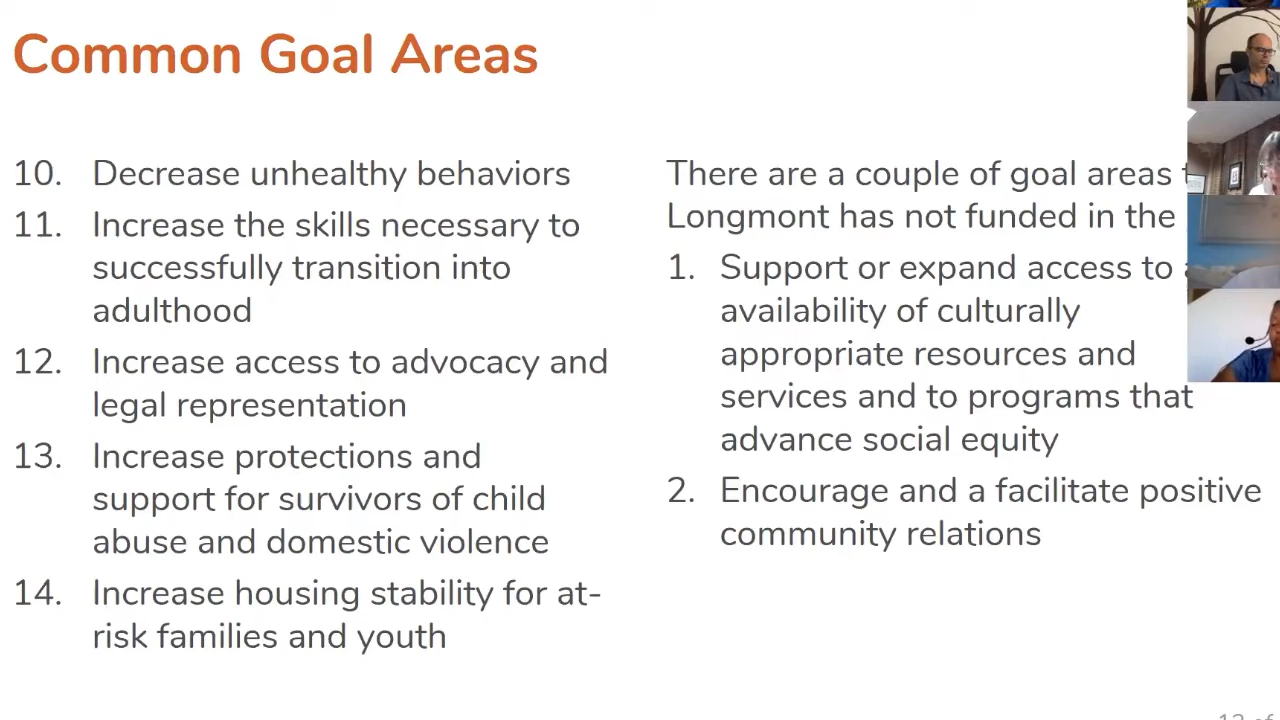 Common Goal Areas
10. Decrease unhealthy behaviors
11. Increase the skills necessary to
successfully transition into
adulthood
12. Increase access to advocacy and
legal representation
13. Increase protections and
support for survivors of child
abuse and domestic violence
14. Increase housing stability for at-
risk families and youth
There are a couple of goal areas
Longmont has not funded in the
1. Support or expand access to
availability of culturally
appropriate resources and
services and to programs that
advance social equity
2. Encourage and a facilitate positive
community relations